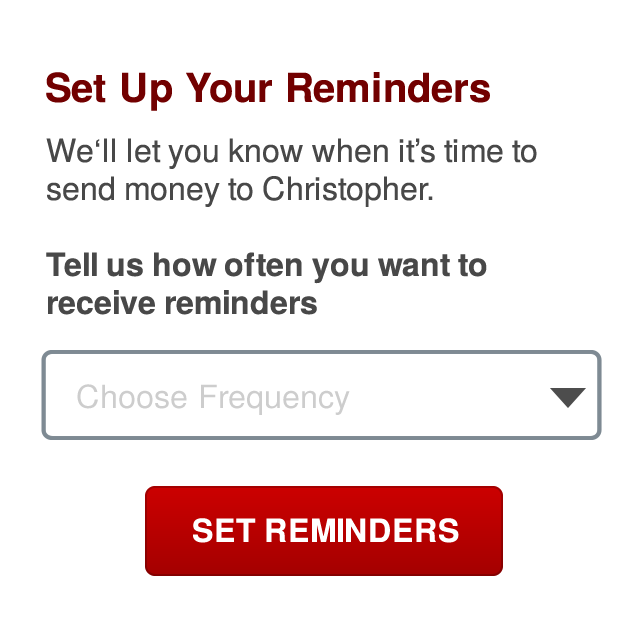 Set Up Your Reminders
We‘ll let you know when it’s time to
send money to Christopher.
Tell us how often you want to
receive reminders
Choose Frequency
SET REMINDERS